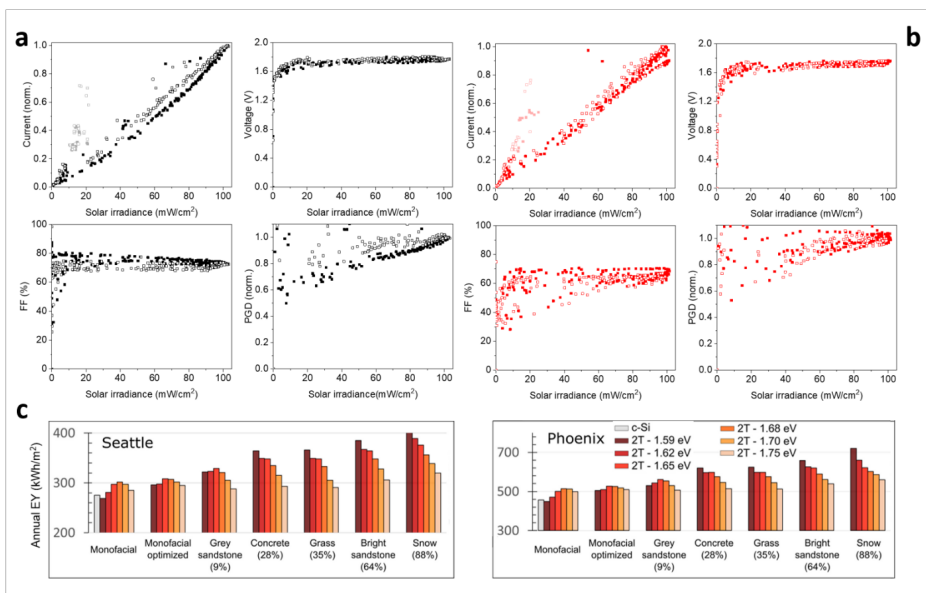 a
b
1.0
0.8
0.6
0.4
0.2
0.0
Current (norm.)
0 20 40 60 80 100
Solar irradiance (mW/cm²)
2.0
1.6
1.2
0.8
0.4
0.0
Voltage (V)
0 20 40 60 80 100
Solar irradiance (mW/cm²)
1.0
0.8
0.6
0.4
0.2
0.0
Current (norm.)
0 20 40 60 80 100
Solar irradiance (mW/cm²)
2.0
1.6
1.2
0.8
0.4
0.0
Voltage (V)
0 20 40 60 80 100
Solar irradiance (mW/cm²)
100
80
60
40
20
0
FF (%)
0 20 40 60 80 100
Solar irradiance (mW/cm²)
1.0
0.8
0.6
0.4
0.2
0.0
PGD (norm.)
0 20 40 60 80 100
Solar irradiance(mW/cm²)
100
80
60
40
20
0
FF (%)
0 20 40 60 80 100
Solar irradiance (mW/cm²)
1.0
0.8
0.6
0.4
0.2
0.0
PGD (norm.)
0 20 40 60 80 100
Solar irradiance (mW/cm²)
c
Seattle
400
300
200
Annual EY (kWh/m²)
Monofacial
Monofacial optimized
Grey sandstone (9%)
Concrete (28%)
Grass (35%)
Bright sandstone (64%)
Snow (88%)
Phoenix
c-Si
2T - 1.59 eV
2T - 1.62 eV
2T - 1.65 eV
2T - 1.68 eV
2T - 1.70 eV
2T - 1.75 eV
700
500
300
Monofacial
Monofacial optimized
Grey sandstone (9%)
Concrete (28%)
Grass (35%)
Bright sandstone (64%)
Snow (88%)